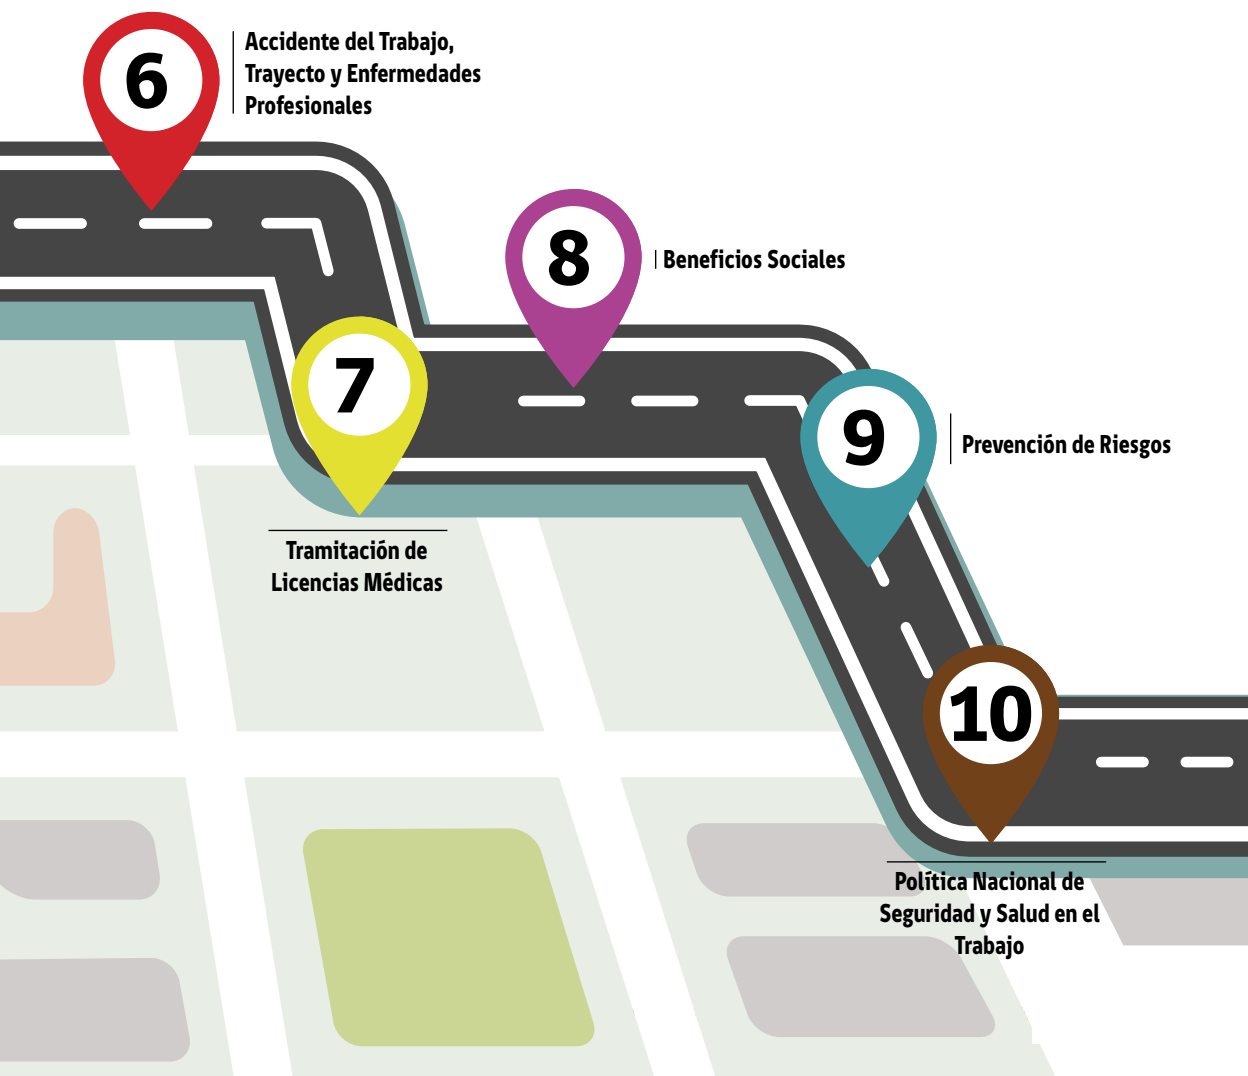 6
Accidente del Trabajo,
Trayecto y Enfermedades
Profesionales
8
Beneficios Sociales
7
Tramitación de
Licencias Médicas
9
Prevención de Riesgos
10
Política Nacional de
Seguridad y Salud en el
Trabajo